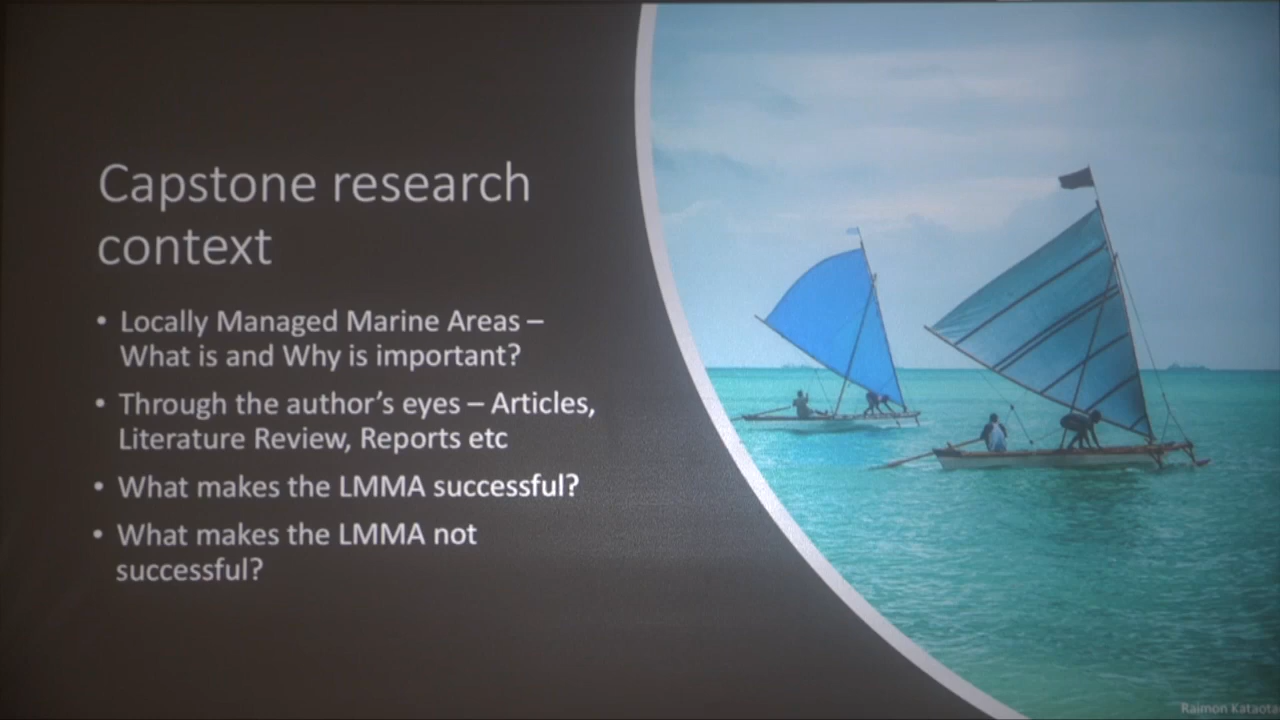 Capstone research
context
• Locally Managed Marine Areas –
What is and Why is important?
• Through the author's eyes – Articles,
Literature Review, Reports etc
• What makes the LMMA successful?
• What makes the LMMA not
successful?
Raimon Kataota